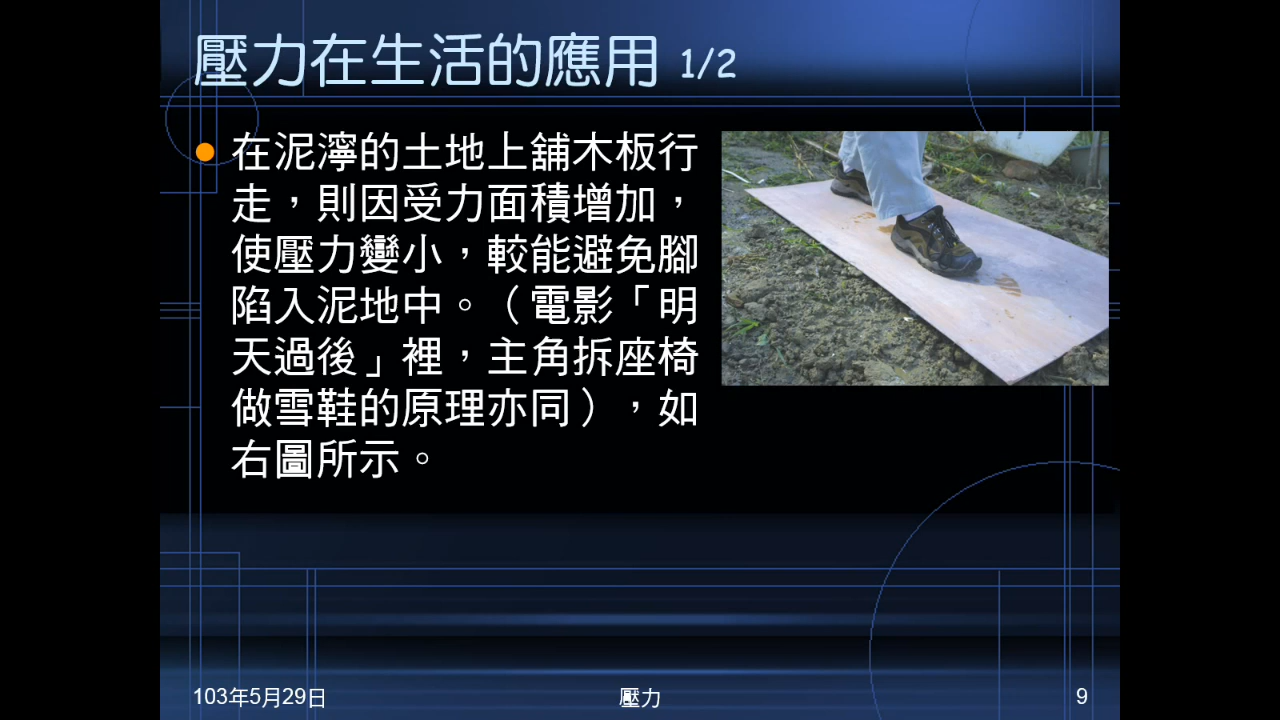 壓力在生活的應用 1/2
在泥濘的土地上舖木板行
走，則因受力面積增加，
使壓力變小，較能避免腳
陷入泥地中。（電影「明
天過後」裡，主角拆座椅
做雪鞋的原理亦同），如
右圖所示。
103年5月29日
壓力
9